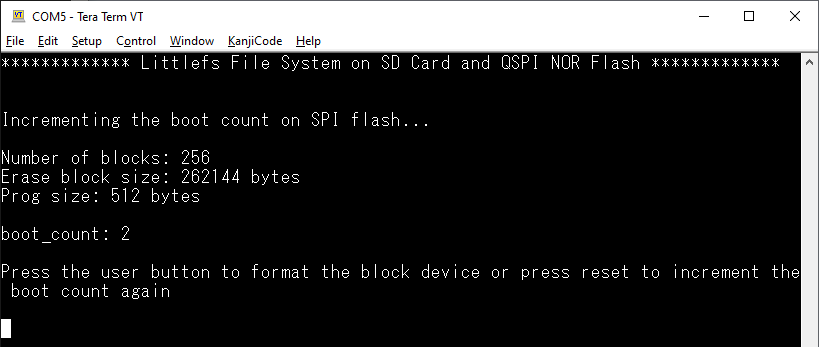 COM5 - Tera Term VT
File Edit Setup Control Window KanjiCode Help
************* Littlefs File System on SD Card and QSPI NOR Flash *************
Incrementing the boot count on SPI flash...
Number of blocks: 256
Erase block size: 262144 bytes
Prog size: 512 bytes
boot_count: 2
Press the user button to format the block device or press reset to increment the
boot count again